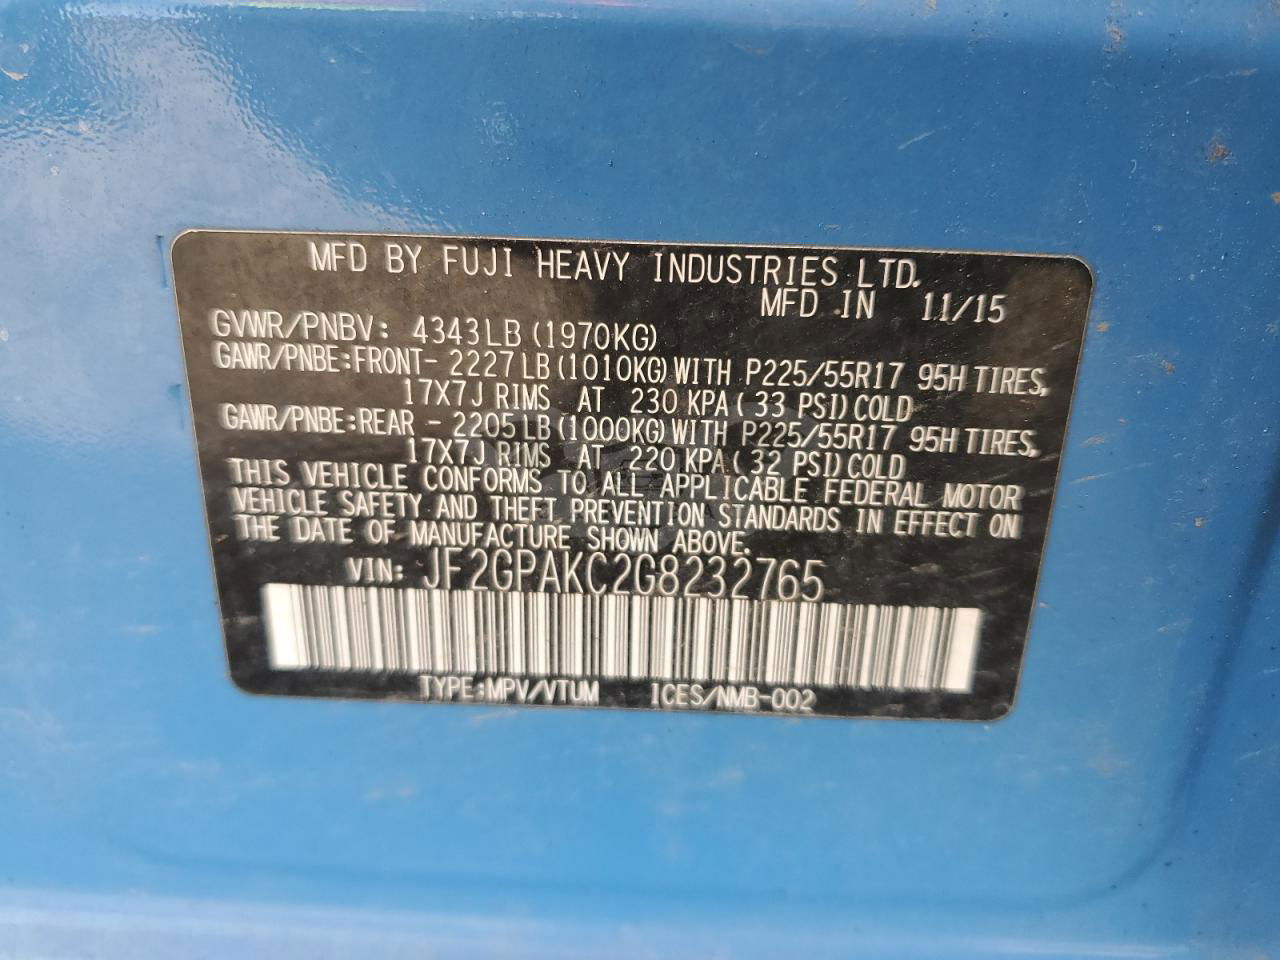 MFD BY FUJI HEAVY INDUSTRIES LTD.
MFD IN 11/15
GVWR/PNBV: 4343LB (1970KG)
GAWR/PNBE:FRONT- 2227LB (1010KG) WITH P225/55R17 95H TIRES,
17X7J RIMS AT 230 KPA ( 33 PSI) COLD
GAWR/PNBE:REAR - 2205LB (1000KG) WITH P225/55R17 95H TIRES,
17X7J RIMS AT 220 KPA ( 32 PSI) COLD
THIS VEHICLE CONFORMS TO ALL APPLICABLE FEDERAL MOTOR
VEHICLE SAFETY AND THEFT PREVENTION STANDARDS IN EFFECT ON
THE DATE OF MANUFACTURE SHOWN ABOVE.
VIN: JF2GPAKC2G8232765
TYPE:MPV/VTUM ICES/NMB-002